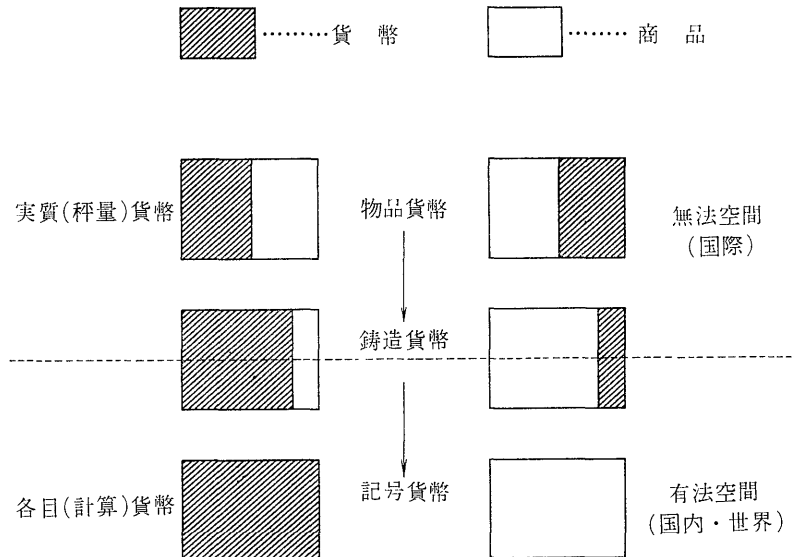 ………貨 幣
………商 品
実質(秤量)貨幣
物品貨幣
無法空間
(国際)
鋳造貨幣
各目(計算)貨幣
記号貨幣
有法空間
(国内・世界)